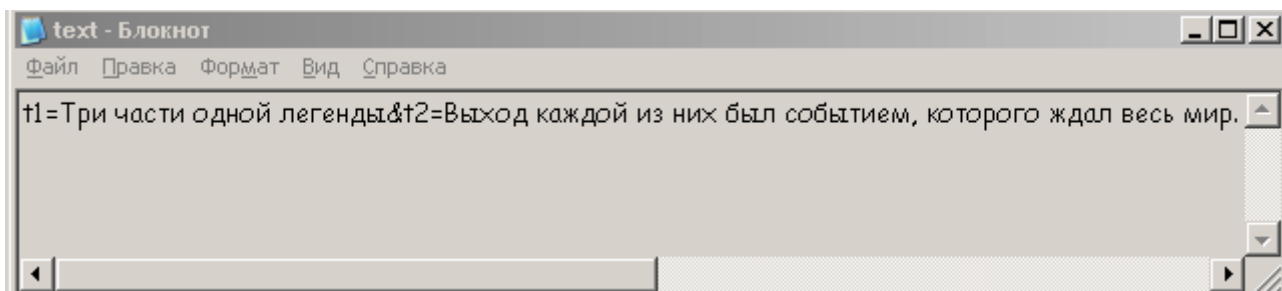 text - Блокнот
Файл Правка Формат Вид Справка
t1=Три части одной легенды&t2=Выход каждой из них был событием, которого ждал весь мир.